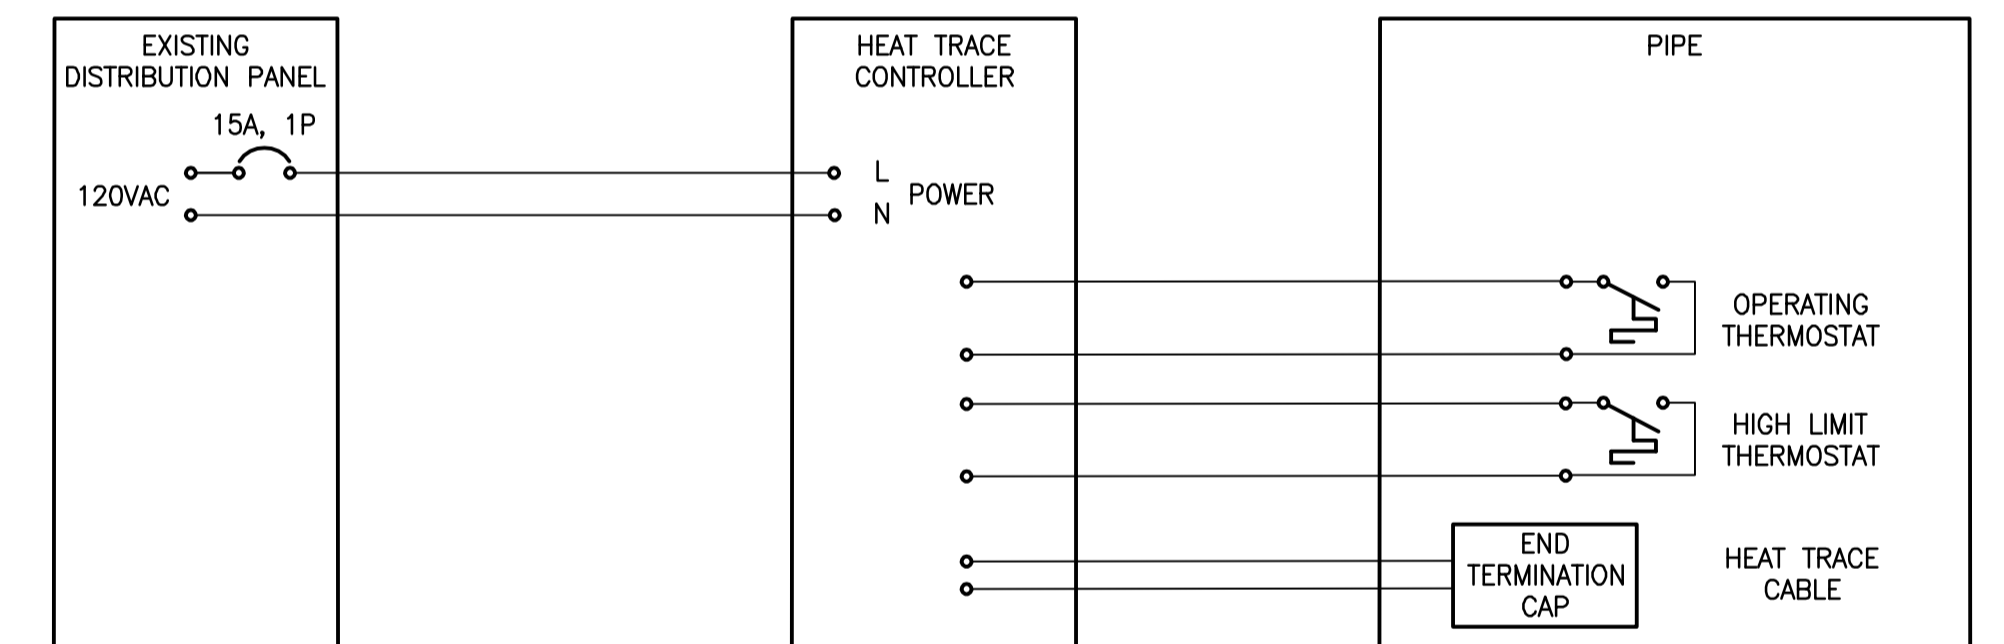 EXISTING
DISTRIBUTION PANEL
15A, 1P
120VAC
HEAT TRACE
CONTROLLER
L
N
POWER
PIPE
OPERATING
THERMOSTAT
HIGH LIMIT
THERMOSTAT
END
TERMINATION
CAP
HEAT TRACE
CABLE